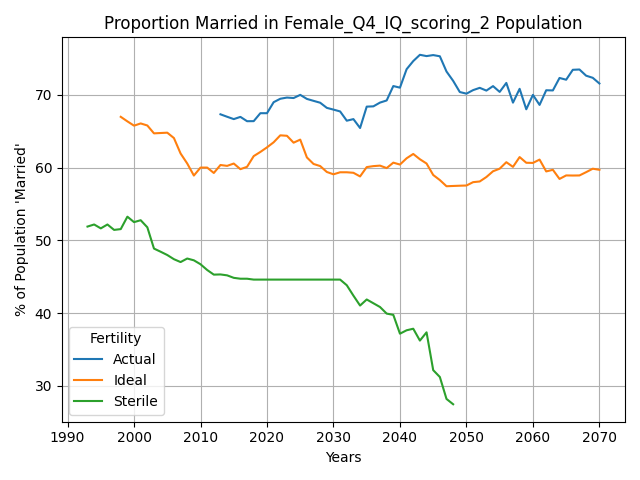 Proportion Married in Female_Q4_IQ_scoring_2 Population
% of Population 'Married'
70
60
50
40
30
Fertility
Actual
Ideal
Sterile
1990 2000 2010 2020 2030 2040 2050 2060 2070
Years